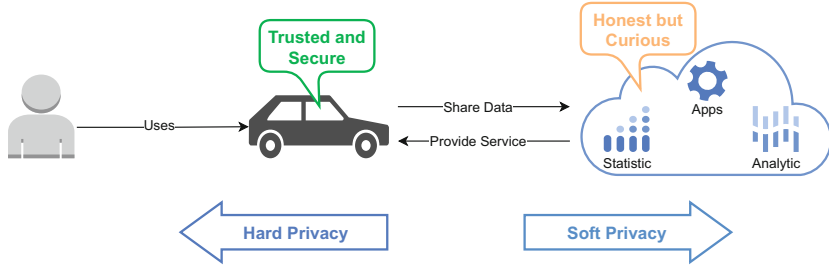 Trusted and
Secure
Honest but
Curious
Uses
Share Data
Provide Service
Apps
Statistic
Analytic
Hard Privacy
Soft Privacy